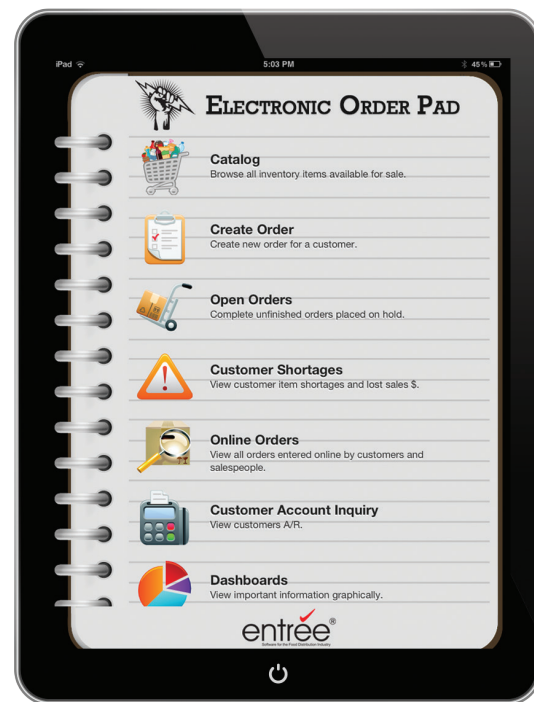 iPad
5:03 PM
45%
ELECTRONIC ORDER PAD
Catalog
Browse all inventory items available for sale.
Create Order
Create new order for a customer.
Open Orders
Complete unfinished orders placed on hold.
Customer Shortages
View customer item shortages and lost sales $.
Online Orders
View all orders entered online by customers and
salespeople.
Customer Account Inquiry
View customers A/R.
Dashboards
View important information graphically.
entrée®
Software for the Food Distribution Industry